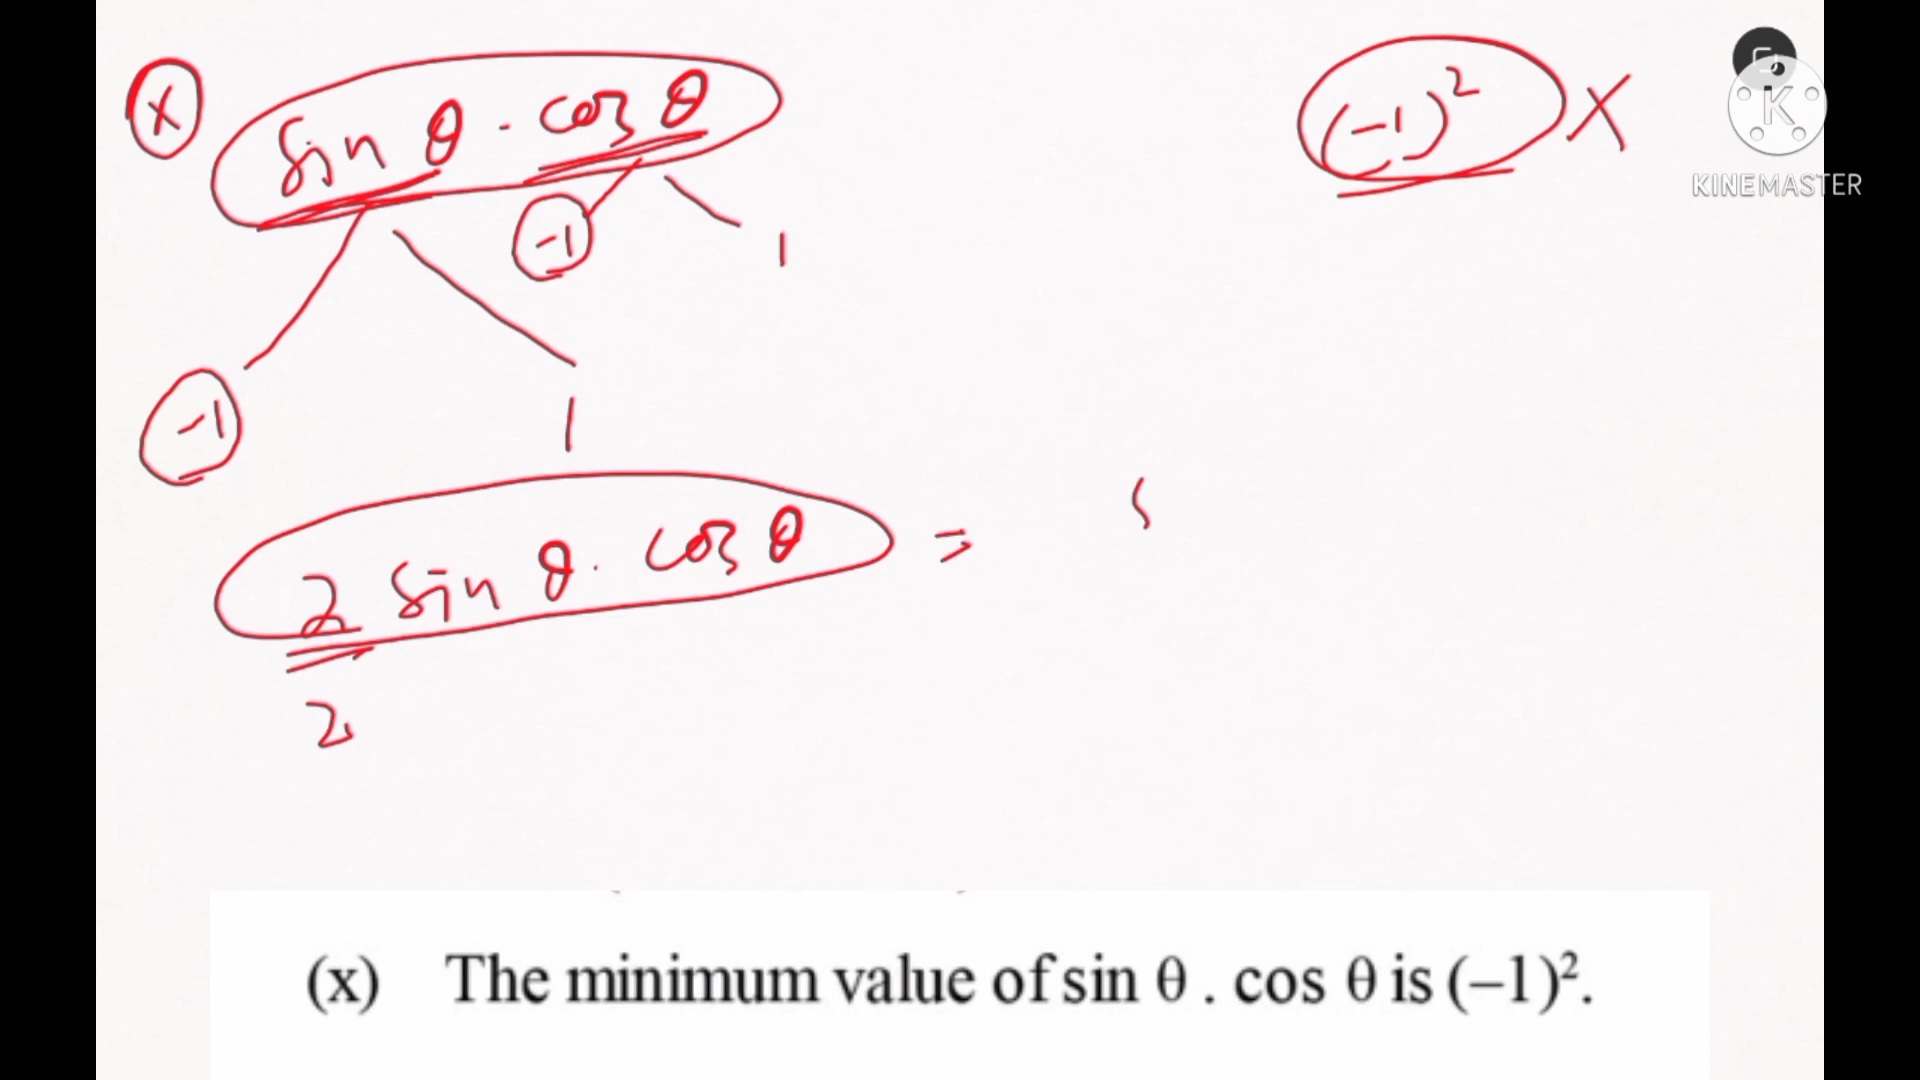 (x) sin θ . cos θ (-1)² X
KINEMASTER
-1 1
-1 1
2 sin θ . cos θ =
2
(x) The minimum value of sin θ . cos θ is (–1)².